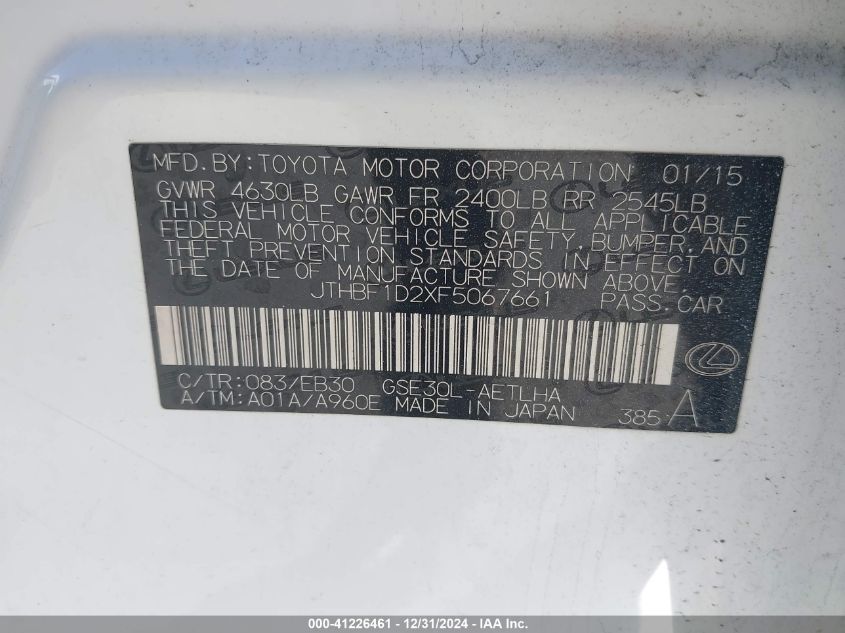 MFD.BY:TOYOTA MOTOR CORPORATION 01/15
GVWR 4630LB GAWR FR 2400LB RR 2545LB
THIS VEHICLE CONFORMS TO ALL APPLICABLE
FEDERAL MOTOR VEHICLE SAFETY, BUMPER,AND
THEFT PREVENTION STANDARDS IN EFFECT ON
THE DATE OF MANUFACTURE SHOWN ABOVE.
JTHBF1D2XF5067661 PASS.CAR
C/TR:083/EB30 GSE30L-AETLHA
A/TM:A01A/A960E MADE IN JAPAN 385 A
000-41226461 - 12/31/2024 - IAA Inc.